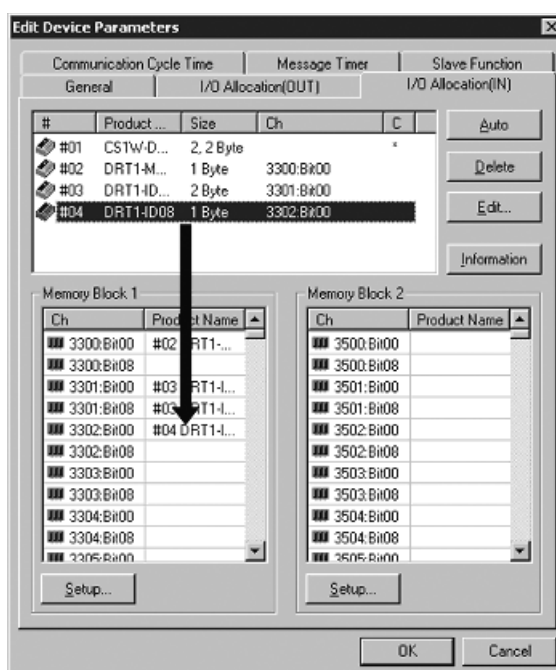 Edit Device Parameters
Communication Cycle Time Message Timer Slave Function
General I/O Allocation(OUT) I/O Allocation(IN)
# Product ... Size Ch C
#01 CS1W-D... 2, 2 Byte *
#02 DRT1-M... 1 Byte 3300:Bit00
#03 DRT1-ID... 2 Byte 3301:Bit00
#04 DRT1-ID08 1 Byte 3302:Bit00
Auto
Delete
Edit...
Information
Memory Block 1
Ch Product Name
3300:Bit00 #02 DRT1-...
3300:Bit08
3301:Bit00 #03 DRT1-I...
3301:Bit08 #03 DRT1-I...
3302:Bit00 #04 DRT1-I...
3302:Bit08
3303:Bit00
3303:Bit08
3304:Bit00
3304:Bit08
3305:Bit00
Setup...
Memory Block 2
Ch Product Name
3500:Bit00
3500:Bit08
3501:Bit00
3501:Bit08
3502:Bit00
3502:Bit08
3503:Bit00
3503:Bit08
3504:Bit00
3504:Bit08
3505:Bit00
Setup...
OK Cancel